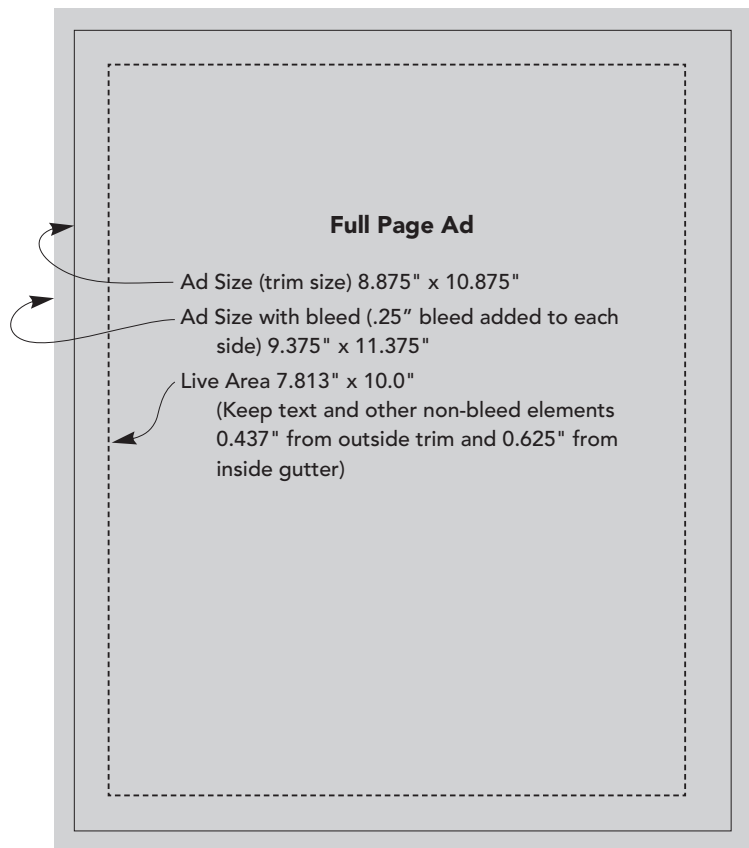 Full Page Ad
Ad Size (trim size) 8.875" x 10.875"
Ad Size with bleed (.25” bleed added to each
side) 9.375" x 11.375"
Live Area 7.813" x 10.0"
(Keep text and other non-bleed elements
0.437" from outside trim and 0.625" from
inside gutter)